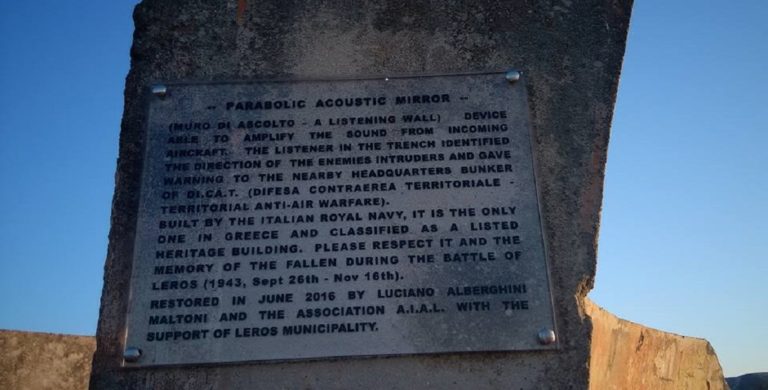 -- PARABOLIC ACOUSTIC MIRROR --
(MURO DI ASCOLTO - A LISTENING WALL) DEVICE
ABLE TO AMPLIFY THE SOUND FROM INCOMING
AIRCRAFT. THE LISTENER IN THE TRENCH IDENTIFIED
THE DIRECTION OF THE ENEMIES INTRUDERS AND GAVE
WARNING TO THE NEARBY HEADQUARTERS BUNKER
OF DI.CA.T. (DIFESA CONTRAEREA TERRITORIALE -
TERRITORIAL ANTI-AIR WARFARE).
BUILT BY THE ITALIAN ROYAL NAVY, IT IS THE ONLY
ONE IN GREECE AND CLASSIFIED AS A LISTED
HERITAGE BUILDING. PLEASE RESPECT IT AND THE
MEMORY OF THE FALLEN DURING THE BATTLE OF
LEROS (1943, Sept 26th - Nov 16th).
RESTORED IN JUNE 2016 BY LUCIANO ALBERGHINI
MALTONI AND THE ASSOCIATION A.I.A.L. WITH THE
SUPPORT OF LEROS MUNICIPALITY.